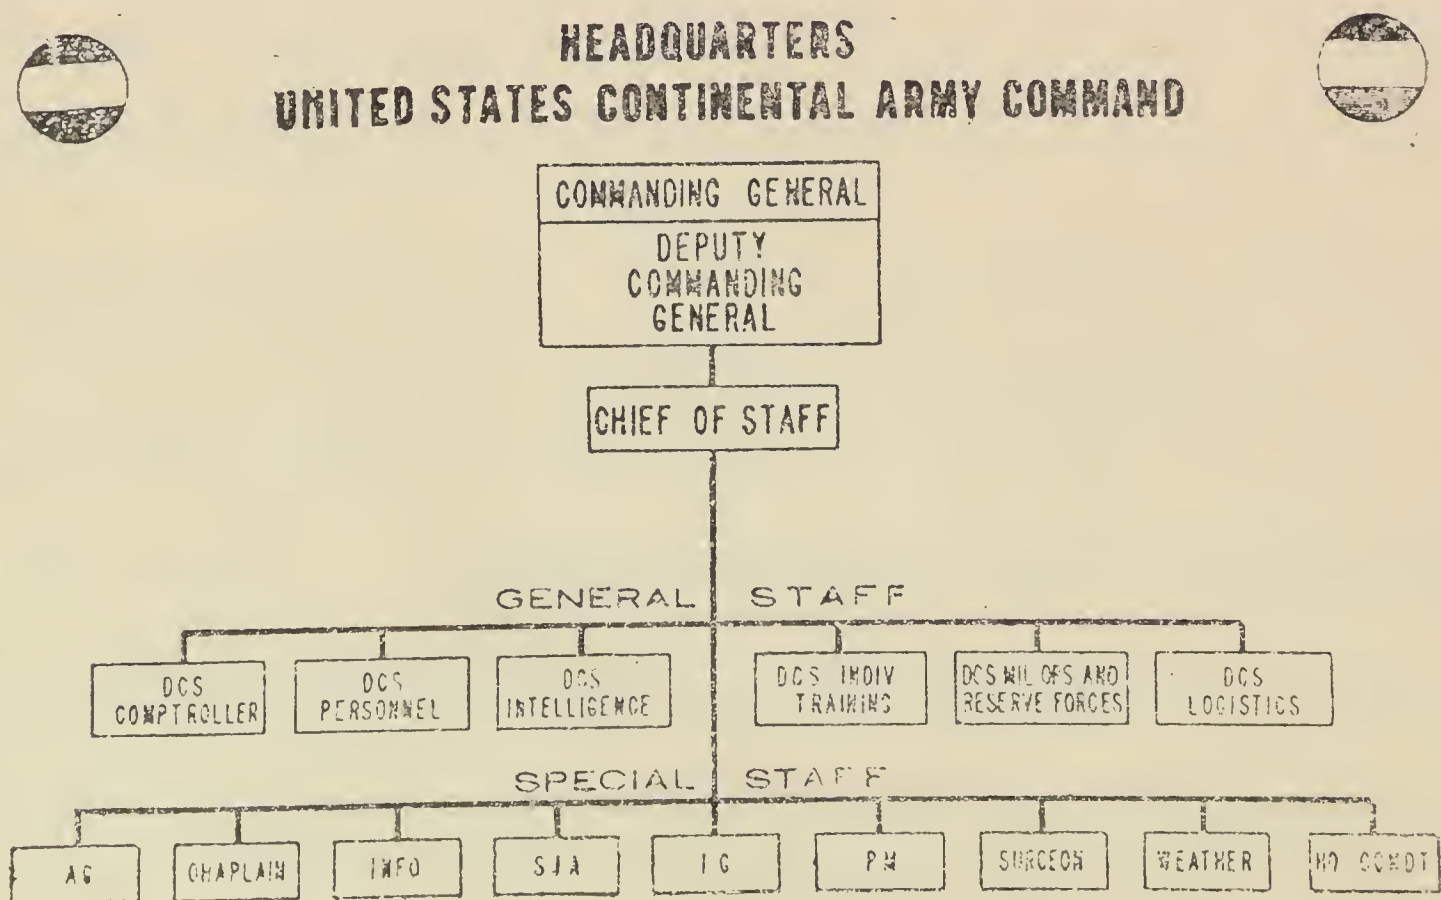 HEADQUARTERS
UNITED STATES CONTINENTAL ARMY COMMAND
COMMANDING GENERAL
DEPUTY
COMMANDING
GENERAL
CHIEF OF STAFF
GENERAL STAFF
DCS
COMPTROLLER
DCS
PERSONNEL
DCS
INTELLIGENCE
DCS INDIV
TRAINING
DCS MIL OPS AND
RESERVE FORCES
DCS
LOGISTICS
SPECIAL STAFF
AG
CHAPLAIN
INFO
SJA
IG
PM
SURGEON
WEATHER
HQ COMDT